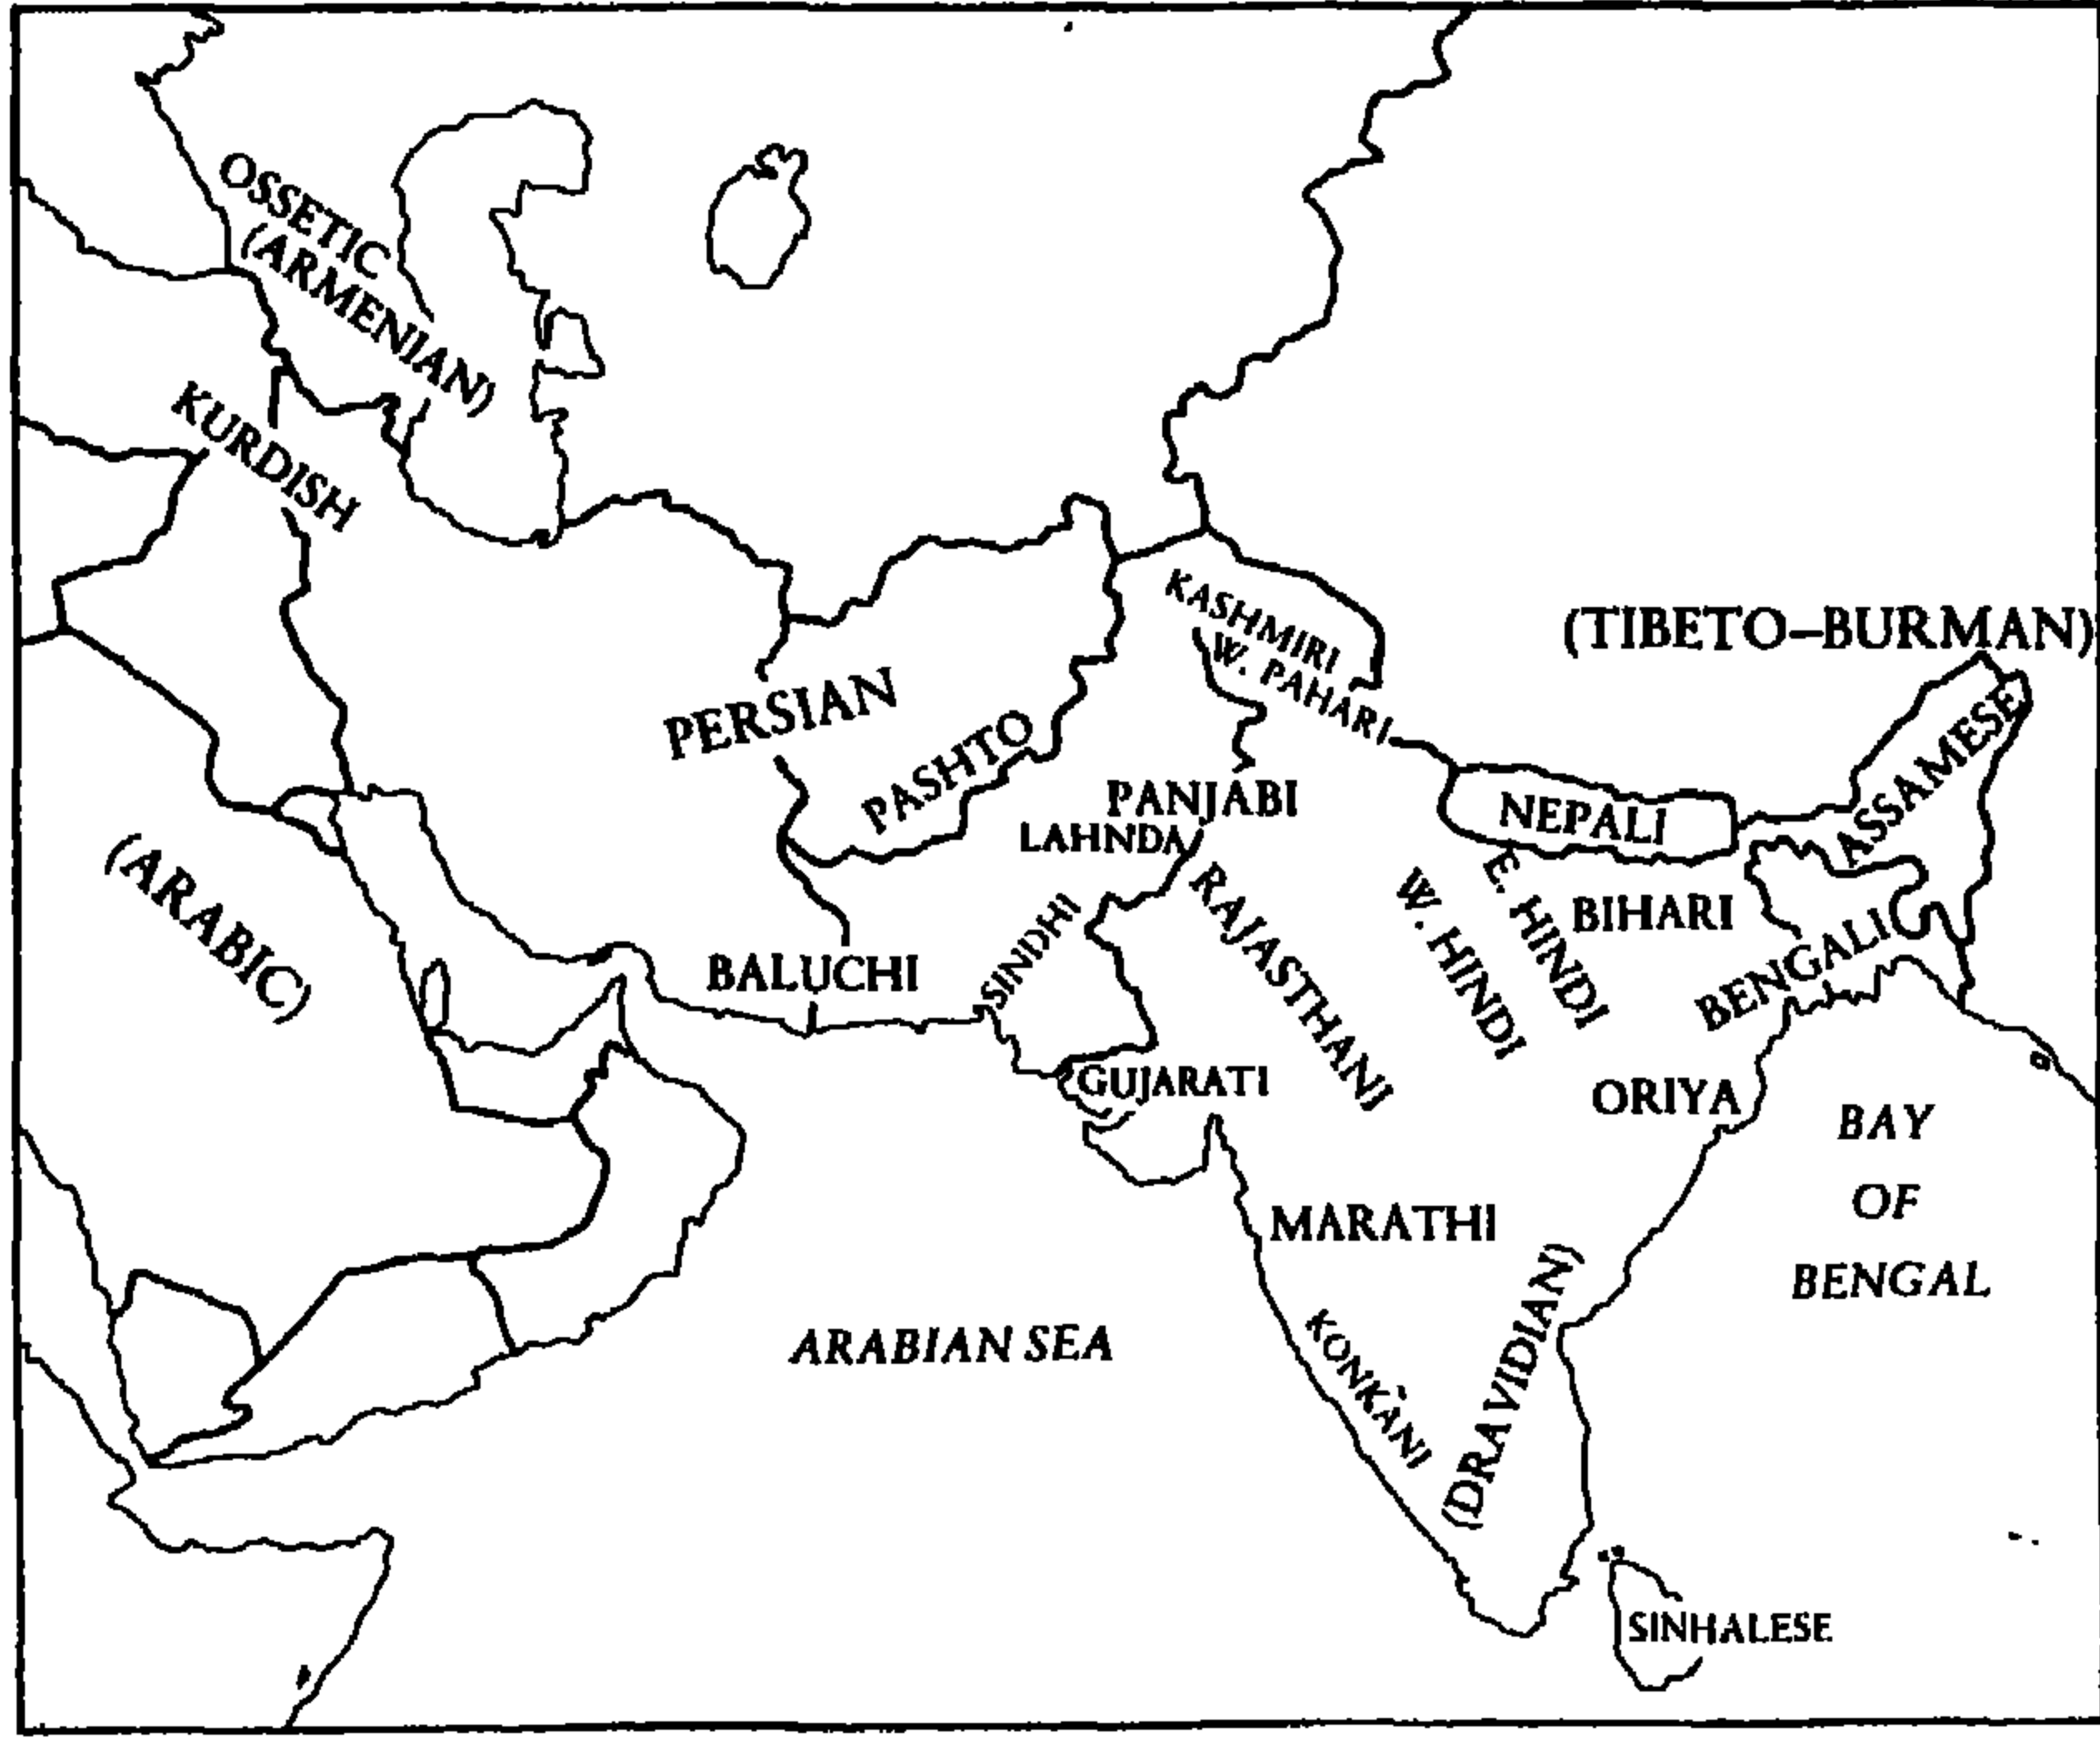 OSSETIC
(ARMENIAN)
KURDISH
KASHMIRI
(TIBETO–BURMAN)
W. PAHARI
PERSIAN
PASHTO
ASSAMESE
PANJABI
NEPALI
LAHNDA
(ARABIC)
RAJASTHANI
W. HINDI
E. HINDI
BIHARI
SINDHI
BENGALI
BALUCHI
GUJARATI
ORIYA
BAY
OF
BENGAL
MARATHI
ARABIAN SEA
KONKANI
(DRAVIDIAN)
SINHALESE